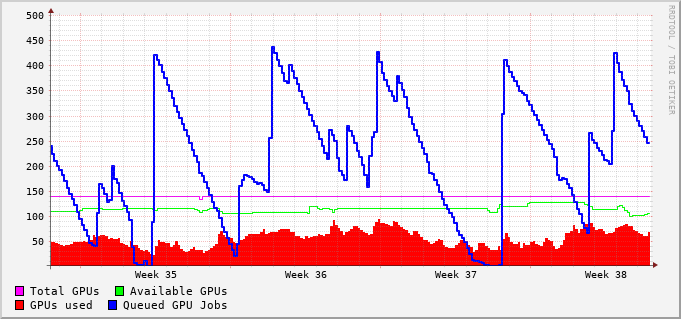 500
450
400
350
300
250
200
150
100
50
Week 35 Week 36 Week 37 Week 38
Total GPUs Available GPUs
GPUs used Queued GPU Jobs
RRDTOOL / TOBI OETIKER